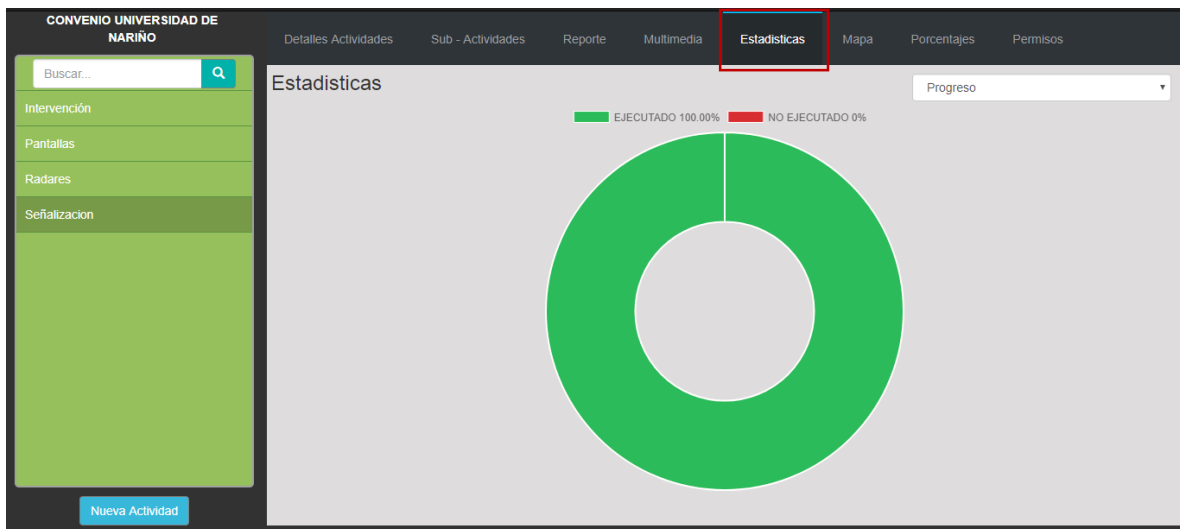 CONVENIO UNIVERSIDAD DE
NARIÑO
Buscar...
Intervención
Pantallas
Radares
Señalizacion
Nueva Actividad
Detalles Actividades Sub - Actividades Reporte Multimedia Estadisticas Mapa Porcentajes Permisos
Estadisticas
Progreso
EJECUTADO 100.00% NO EJECUTADO 0%